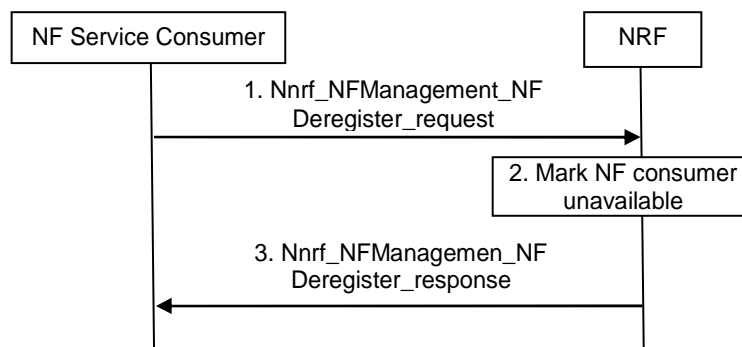 NF Service Consumer
NRF
1. Nnrf_NFManagement_NF
Deregister_request
2. Mark NF consumer
unavailable
3. Nnrf_NFManagemen_NF
Deregister_response